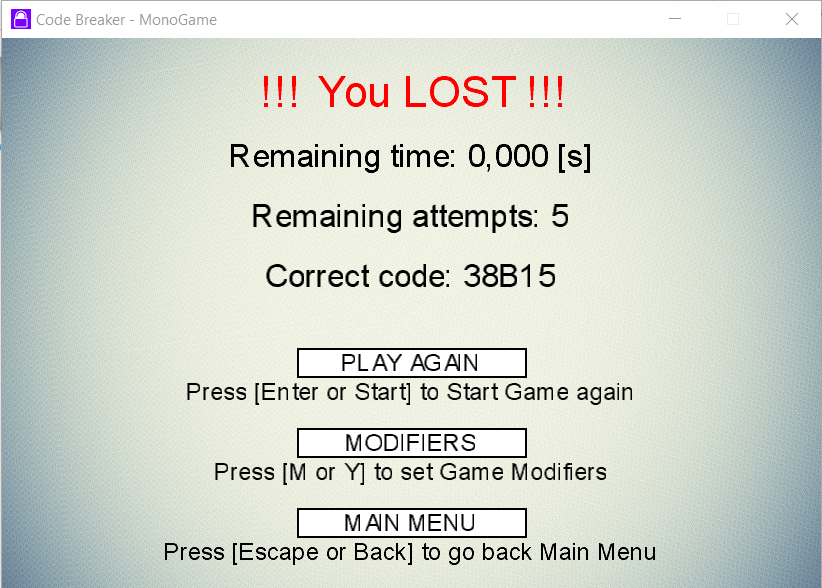 Code Breaker - MonoGame
!!! You LOST !!!
Remaining time: 0,000 [s]
Remaining attempts: 5
Correct code: 38B15
PLAY AGAIN
Press [Enter or Start] to Start Game again
MODIFIERS
Press [M or Y] to set Game Modifiers
MAIN MENU
Press [Escape or Back] to go back Main Menu